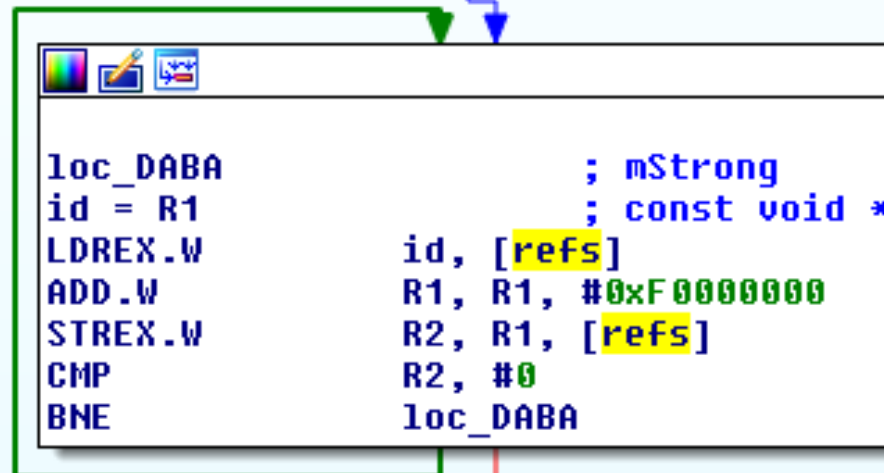 loc_DABA ; mStrong
id = R1 ; const void *
LDREX.W id, [refs]
ADD.W R1, R1, #0xF0000000
STREX.W R2, R1, [refs]
CMP R2, #0
BNE loc_DABA